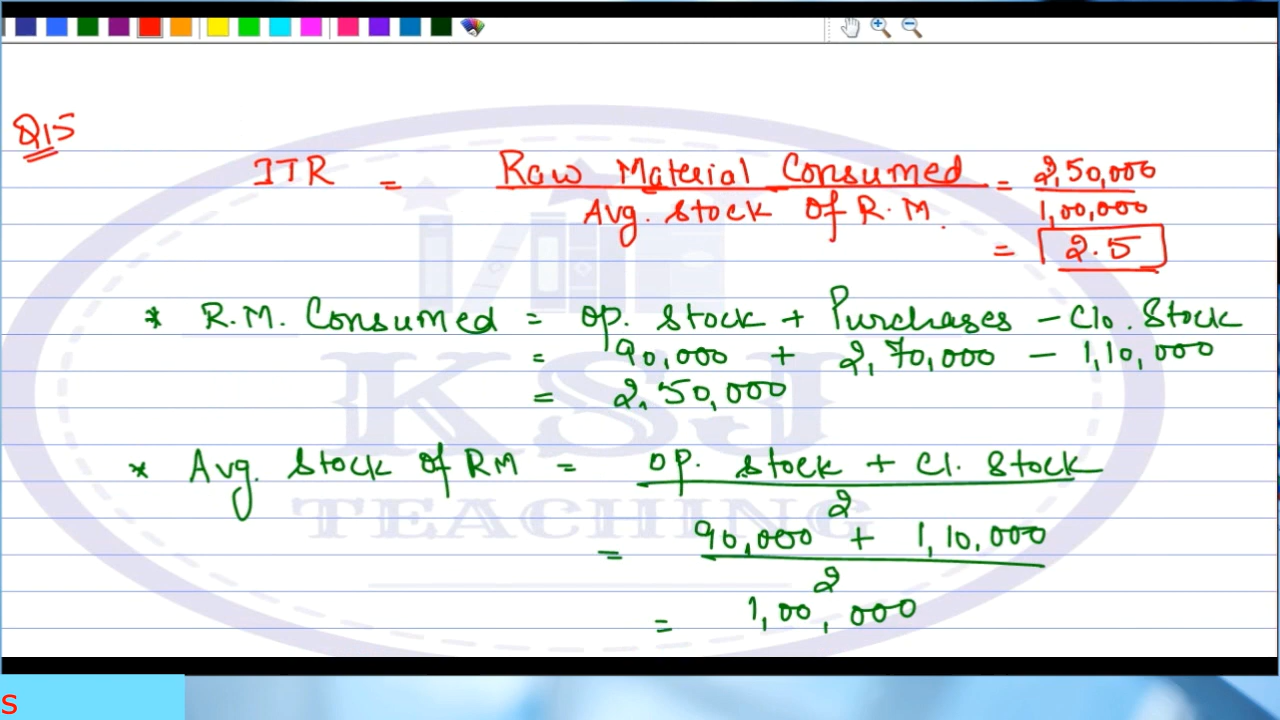 Q15
ITR = Raw Material Consumed = 2,50,000
Avg. Stock Of R.M. 1,00,000
= 2.5
* R.M. Consumed = Op. Stock + Purchases - Clo. Stock
= 90,000 + 2,70,000 - 1,10,000
= 2,50,000
* Avg. Stock Of RM = Op. Stock + Cl. Stock
2
= 90,000 + 1,10,000
2
= 1,00,000
KSJ
TEACHING
s